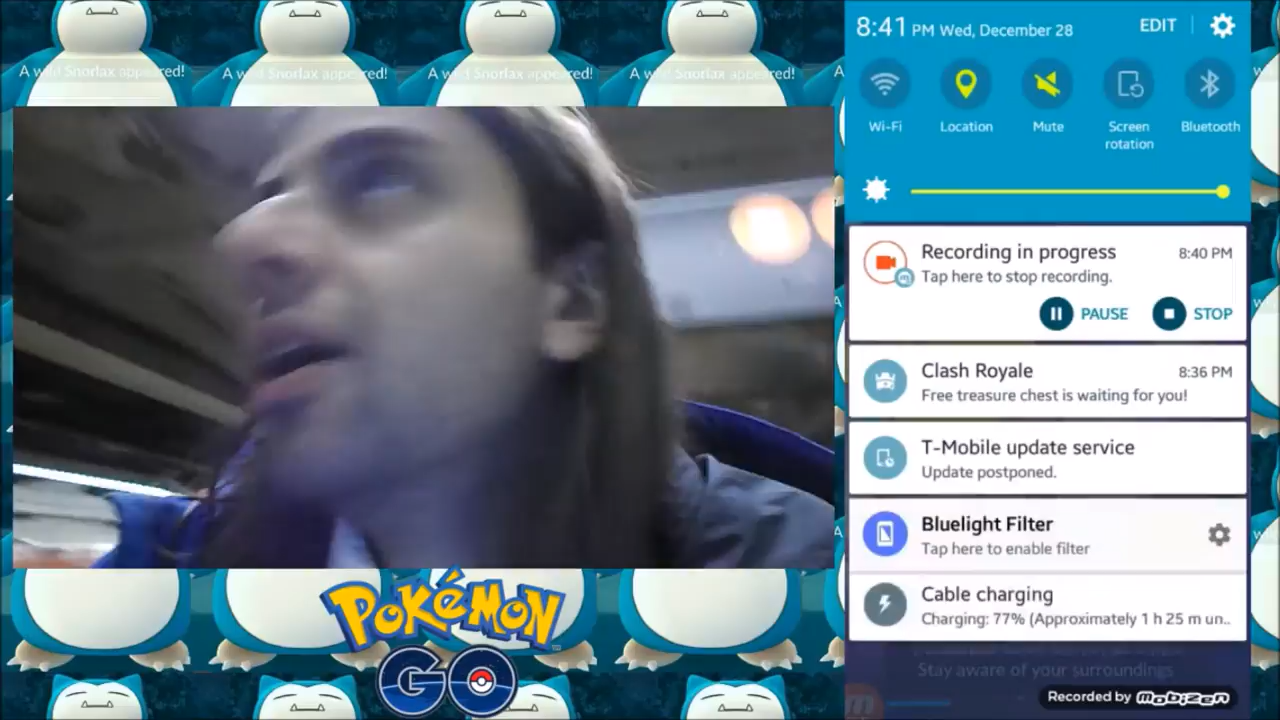 A wild Snorlax appeared!
A wild Snorlax appeared!
A wild Snorlax appeared!
A wild Snorlax appeared!
8:41 PM Wed, December 28
EDIT
Wi-Fi
Location
Mute
Screen
rotation
Bluetooth
Recording in progress
8:40 PM
Tap here to stop recording.
PAUSE
STOP
Clash Royale
8:36 PM
Free treasure chest is waiting for you!
T-Mobile update service
Update postponed.
Bluelight Filter
Tap here to enable filter
Cable charging
Charging: 77% (Approximately 1 h 25 m un..
Stay aware of your surroundings
Recorded by mobizen
POKéMON
GO